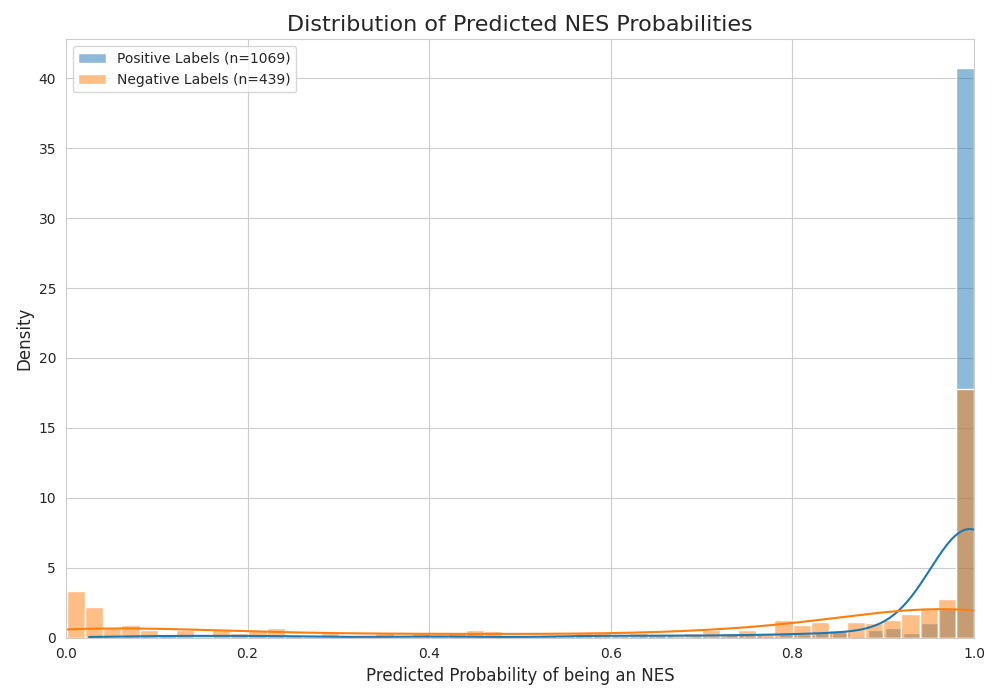 Distribution of Predicted NES Probabilities
Positive Labels (n=1069)
Negative Labels (n=439)
Density
40
35
30
25
20
15
10
5
0
0.0 0.2 0.4 0.6 0.8 1.0
Predicted Probability of being an NES